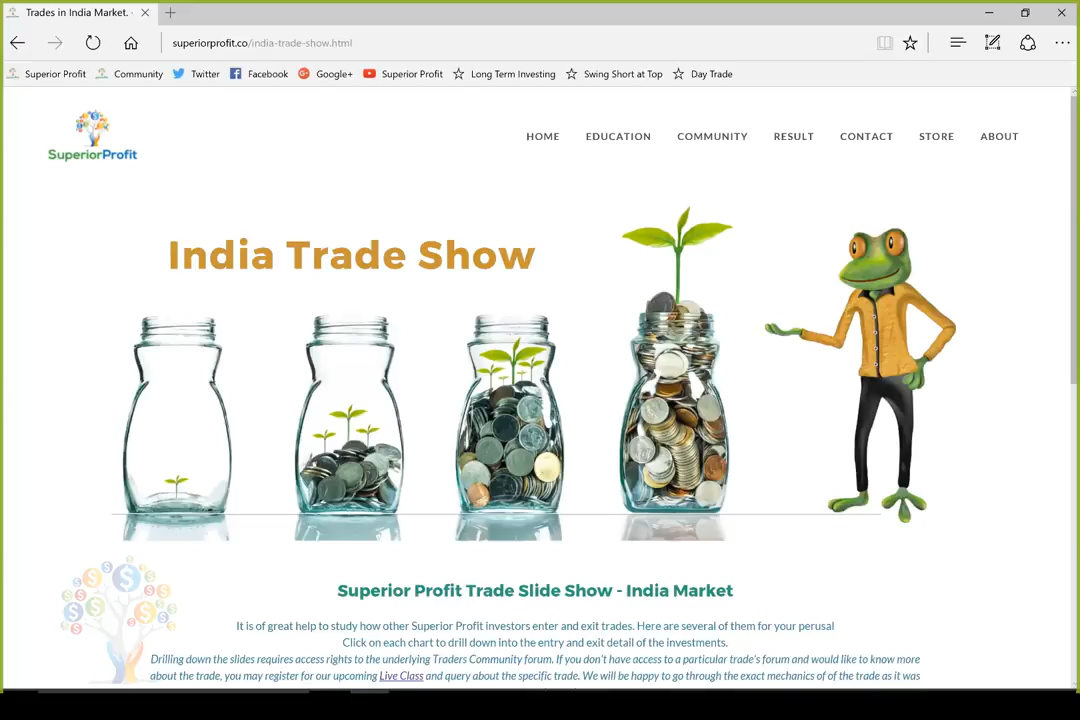 Trades in India Market.
superiorprofit.co/india-trade-show.html
Superior Profit Community Twitter Facebook Google+ Superior Profit Long Term Investing Swing Short at Top Day Trade
SuperiorProfit
HOME EDUCATION COMMUNITY RESULT CONTACT STORE ABOUT
India Trade Show
Superior Profit Trade Slide Show - India Market
It is of great help to study how other Superior Profit investors enter and exit trades. Here are several of them for your perusal
Click on each chart to drill down into the entry and exit detail of the investments.
Drilling down the slides requires access rights to the underlying Traders Community forum. If you don't have access to a particular trade's forum and would like to know more
about the trade, you may register for our upcoming Live Class and query about the specific trade. We will be happy to go through the exact mechanics of of the trade as it was